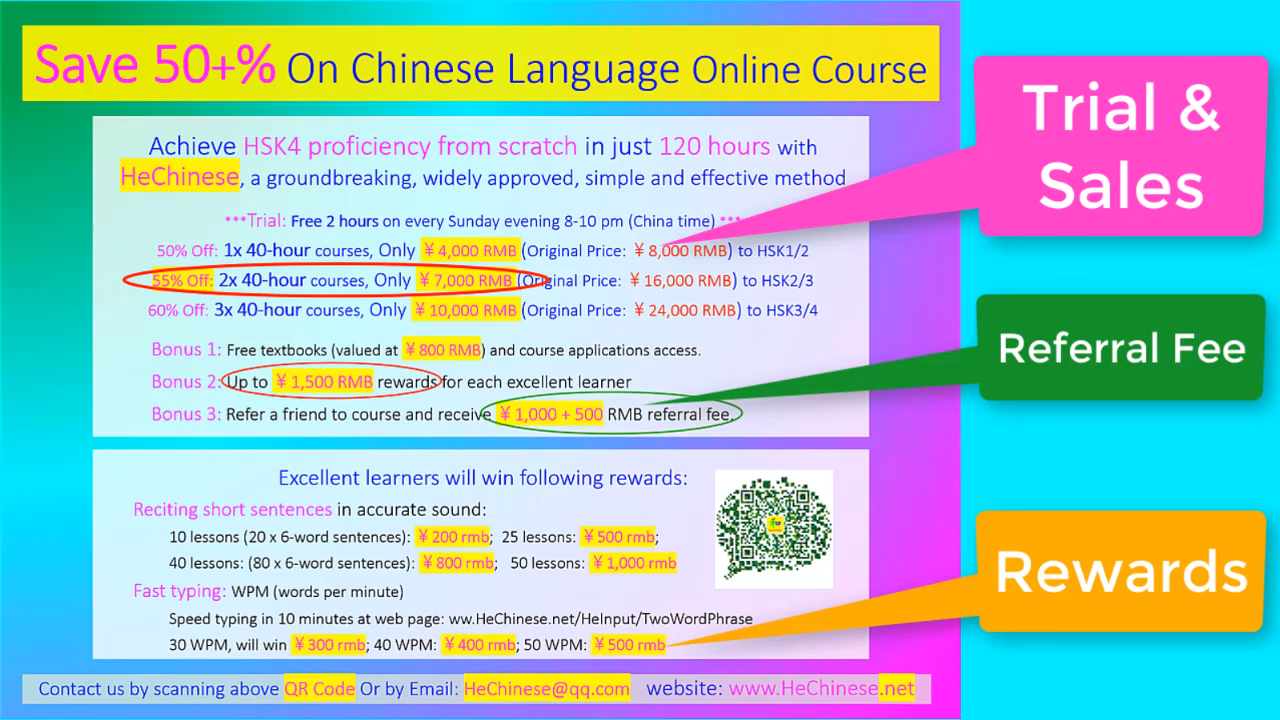 Save 50+% On Chinese Language Online Course
Achieve HSK4 proficiency from scratch in just 120 hours with
HeChinese, a groundbreaking, widely approved, simple and effective method
***Trial: Free 2 hours on every Sunday evening 8-10 pm (China time) ***
50% Off: 1x 40-hour courses, Only ¥ 4,000 RMB (Original Price: ¥ 8,000 RMB) to HSK1/2
55% Off: 2x 40-hour courses, Only ¥ 7,000 RMB (Original Price: ¥ 16,000 RMB) to HSK2/3
60% Off: 3x 40-hour courses, Only ¥ 10,000 RMB (Original Price: ¥ 24,000 RMB) to HSK3/4
Bonus 1: Free textbooks (valued at ¥ 800 RMB) and course applications access.
Bonus 2: Up to ¥ 1,500 RMB rewards for each excellent learner
Bonus 3: Refer a friend to course and receive ¥ 1,000 + 500 RMB referral fee.
Excellent learners will win following rewards:
Reciting short sentences in accurate sound:
10 lessons (20 x 6-word sentences): ¥ 200 rmb; 25 lessons: ¥ 500 rmb;
40 lessons: (80 x 6-word sentences): ¥ 800 rmb; 50 lessons: ¥ 1,000 rmb
Fast typing: WPM (words per minute)
Speed typing in 10 minutes at web page: ww.HeChinese.net/HeInput/TwoWordPhrase
30 WPM, will win ¥ 300 rmb; 40 WPM: ¥ 400 rmb; 50 WPM: ¥ 500 rmb
Contact us by scanning above QR Code Or by Email: HeChinese@qq.com website: www.HeChinese.net
Trial &
Sales
Referral Fee
Rewards